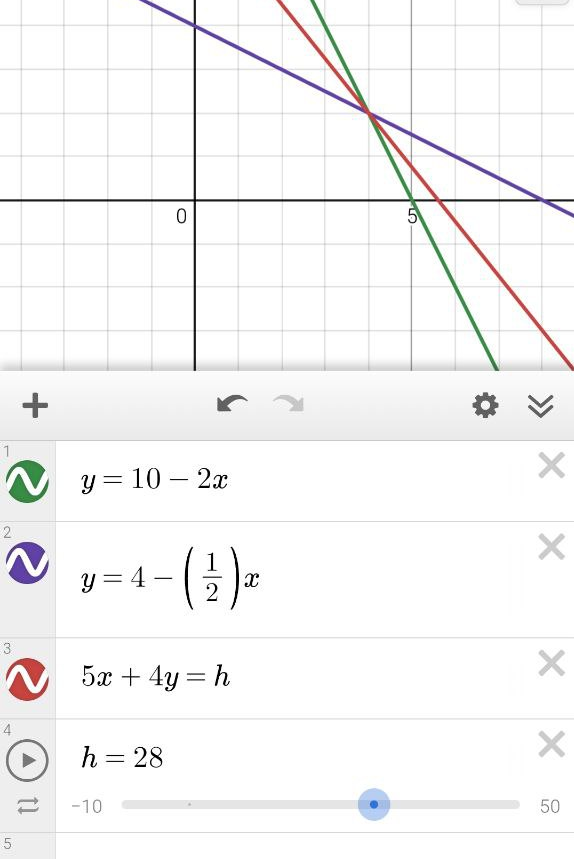 0
5
1
y = 10 − 2x
2
y = 4 − (1/2)x
3
5x + 4y = h
4
h = 28
−10
50
5